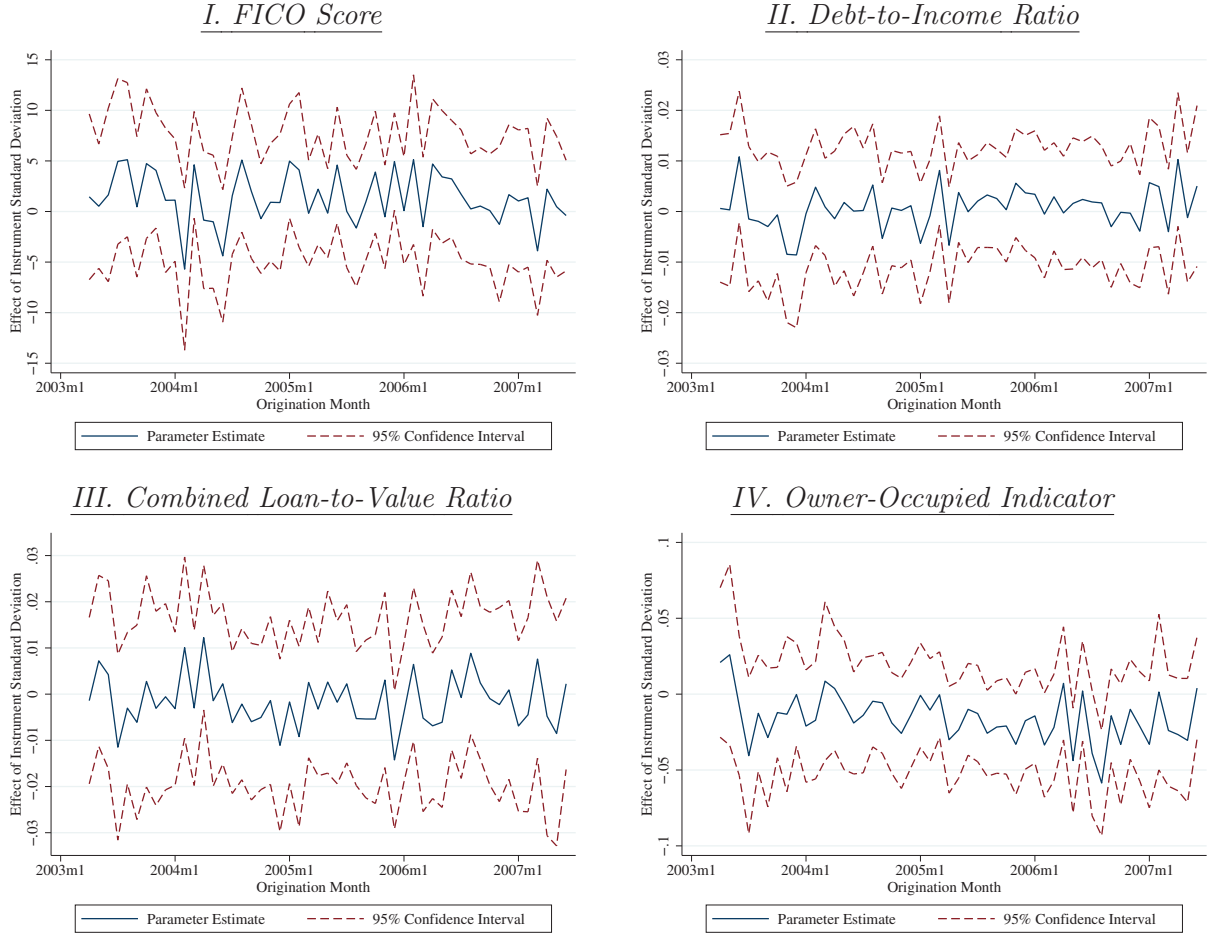 I. FICO Score
Effect of Instrument Standard Deviation
15
10
5
0
-5
-10
-15
2003m1 2004m1 2005m1 2006m1 2007m1
Origination Month
Parameter Estimate 95% Confidence Interval
II. Debt-to-Income Ratio
Effect of Instrument Standard Deviation
.03
.02
.01
0
-.01
-.02
-.03
2003m1 2004m1 2005m1 2006m1 2007m1
Origination Month
Parameter Estimate 95% Confidence Interval
III. Combined Loan-to-Value Ratio
Effect of Instrument Standard Deviation
.03
.02
.01
0
-.01
-.02
-.03
2003m1 2004m1 2005m1 2006m1 2007m1
Origination Month
Parameter Estimate 95% Confidence Interval
IV. Owner-Occupied Indicator
Effect of Instrument Standard Deviation
.1
.05
0
-.05
-.1
2003m1 2004m1 2005m1 2006m1 2007m1
Origination Month
Parameter Estimate 95% Confidence Interval